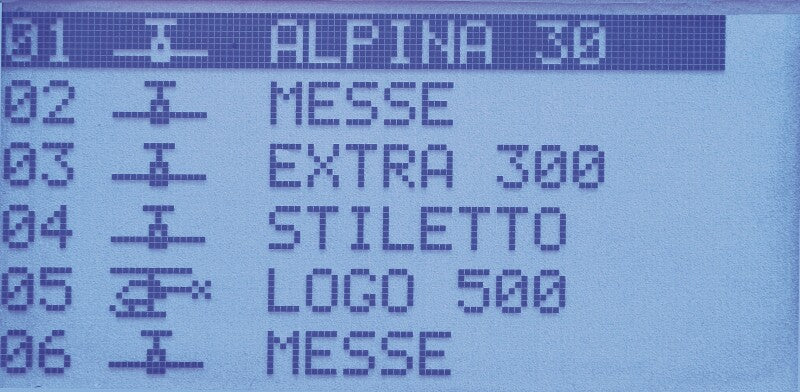 01 ALPINA 30
02 MESSE
03 EXTRA 300
04 STILETTO
05 LOGO 500
06 MESSE